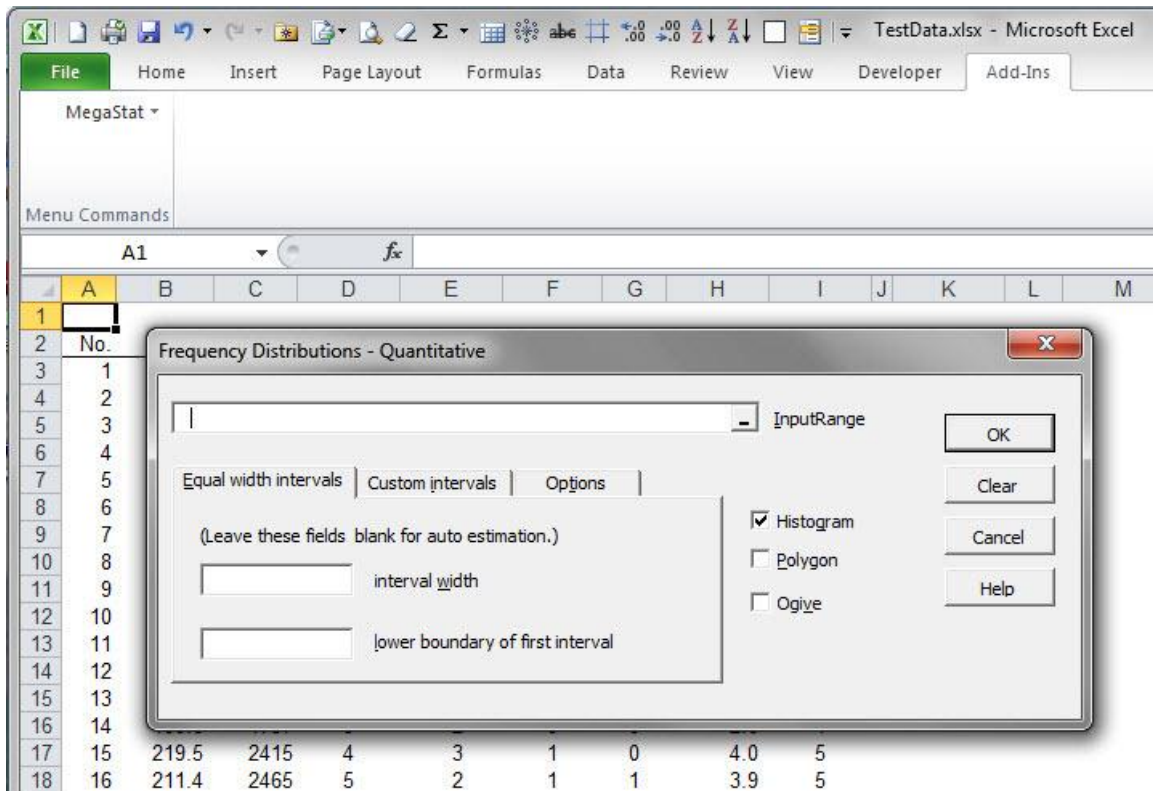 TestData.xlsx - Microsoft Excel
File Home Insert Page Layout Formulas Data Review View Developer Add-Ins
MegaStat
Menu Commands
A1 fx
A B C D E F G H I J K L M
1
2 No.
Frequency Distributions - Quantitative
3 1
4 2
5 3
InputRange
OK
6 4
7 5
Equal width intervals Custom intervals Options
Clear
8 6
9 7
(Leave these fields blank for auto estimation.)
Histogram
Cancel
10 8
interval width
Polygon
11 9
Help
12 10
Ogive
13 11
lower boundary of first interval
14 12
15 13
16 14
17 15 219.5 2415 4 3 1 0 4.0 5
18 16 211.4 2465 5 2 1 1 3.9 5